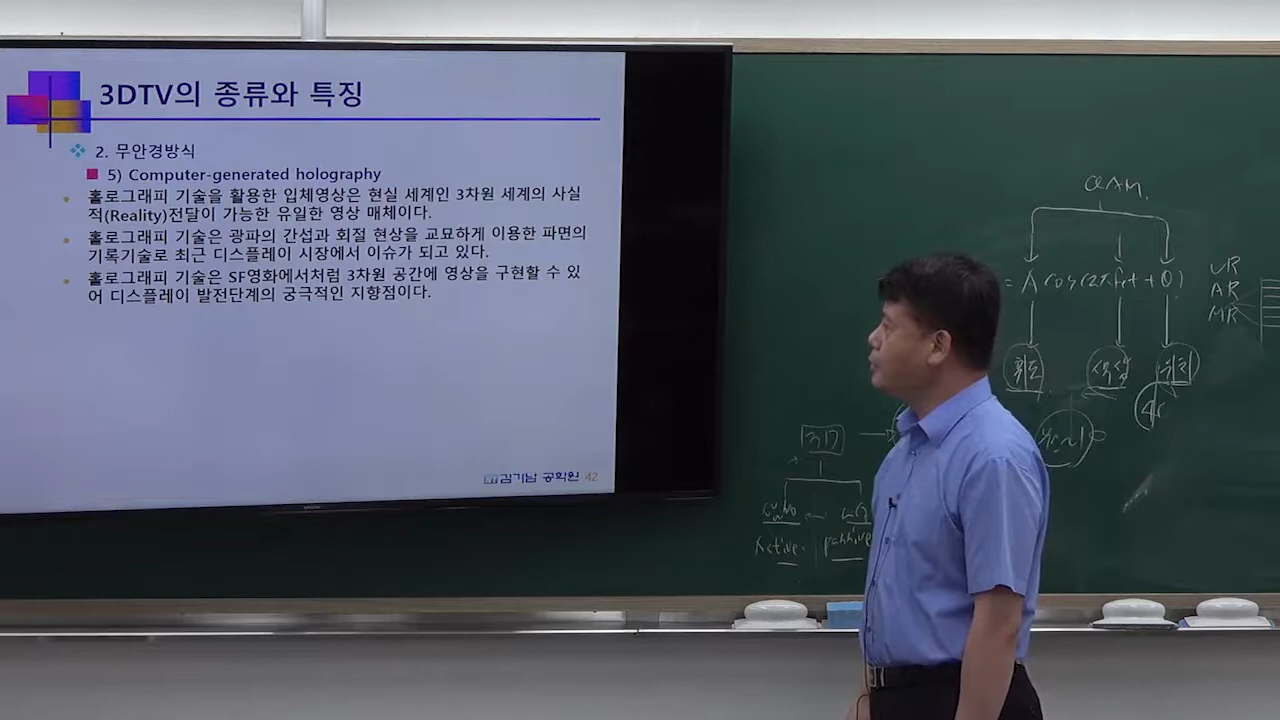 3DTV의 종류와 특징
2. 무안경방식
5) Computer-generated holography
홀로그래피 기술을 활용한 입체영상은 현실 세계인 3차원 세계의 사실
적(Reality)전달이 가능한 유일한 영상 매체이다.
홀로그래피 기술은 광파의 간섭과 회절 현상을 교묘하게 이용한 파면의
기록기술로 최근 디스플레이 시장에서 이슈가 되고 있다.
홀로그래피 기술은 SF영화에서처럼 3차원 공간에 영상을 구현할 수 있
어 디스플레이 발전단계의 궁극적인 지향점이다.
김기남 공학원 42
QAM
VR
AR
MR
휘도
색상
위치
Active
passive